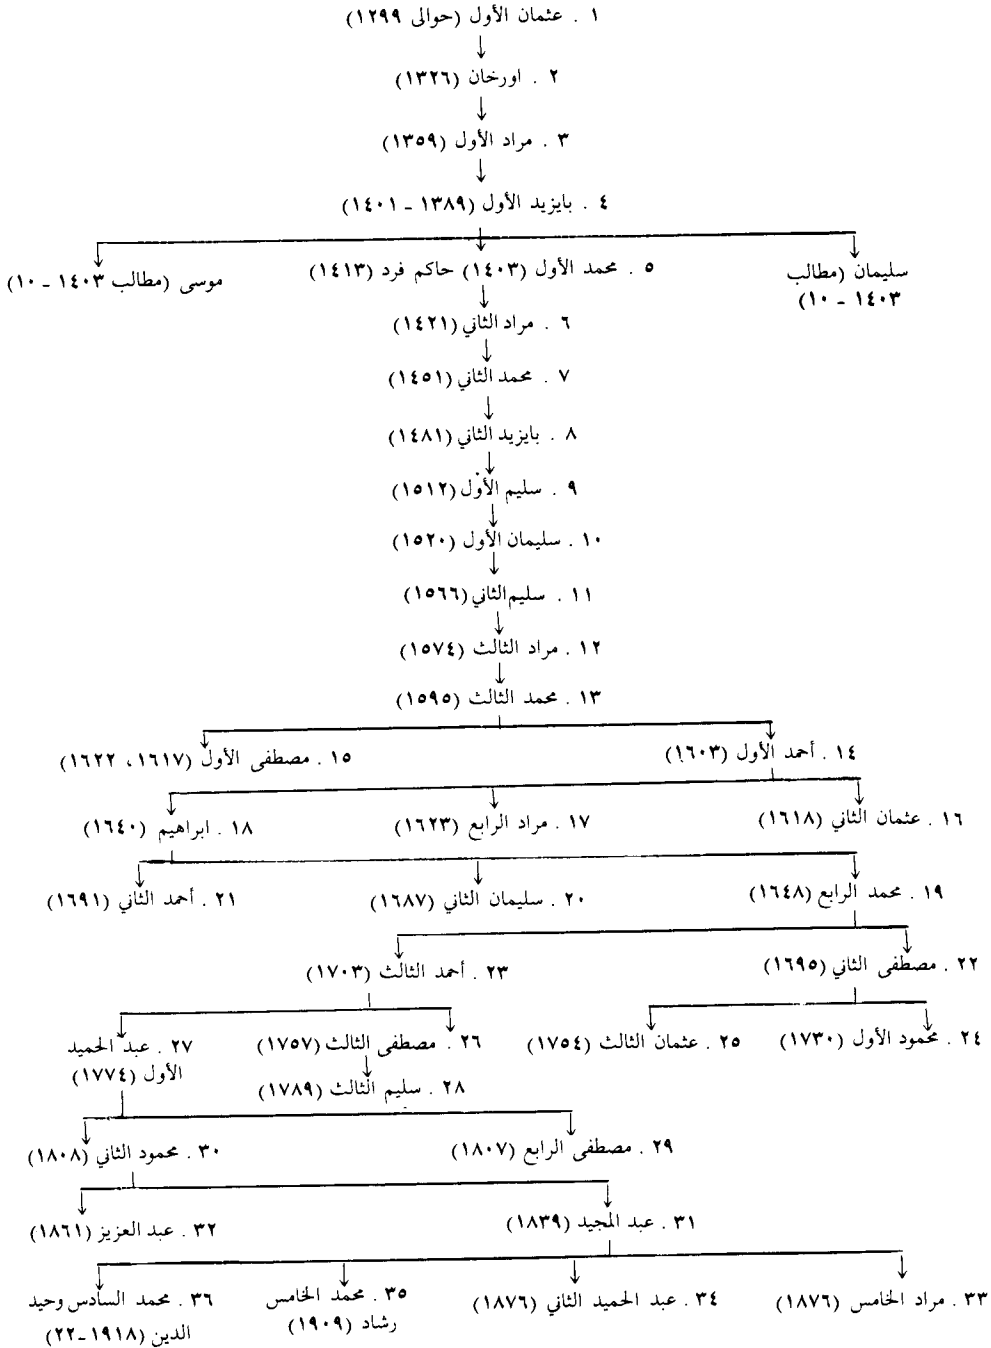 ١ . عثمان الأول (حوالى ١٢٩٩)
٢ . اورخان (١٣٢٦)
٣ . مراد الأول (١٣٥٩)
٤ . بايزيد الأول (١٣٨٩ - ١٤٠١)
سليمان (مطالب
١٤٠٣ - ١٠)
٥ . محمد الأول (١٤٠٣) حاكم فرد (١٤١٣)
موسى (مطالب ١٤٠٣ - ١٠)
٦ . مراد الثاني (١٤٢١)
٧ . محمد الثاني (١٤٥١)
٨ . بايزيد الثاني (١٤٨١)
٩ . سليم الأول (١٥١٢)
١٠ . سليمان الأول (١٥٢٠)
١١ . سليم الثاني (١٥٦٦)
١٢ . مراد الثالث (١٥٧٤)
١٣ . محمد الثالث (١٥٩٥)
١٤ . أحمد الأول (١٦٠٣)
١٥ . مصطفى الأول (١٦١٧، ١٦٢٢)
١٦ . عثمان الثاني (١٦١٨)
١٧ . مراد الرابع (١٦٢٣)
١٨ . ابراهيم (١٦٤٠)
١٩ . محمد الرابع (١٦٤٨)
٢٠ . سليمان الثاني (١٦٨٧)
٢١ . أحمد الثاني (١٦٩١)
٢٢ . مصطفى الثاني (١٦٩٥)
٢٣ . أحمد الثالث (١٧٠٣)
٢٤ . محمود الأول (١٧٣٠)
٢٥ . عثمان الثالث (١٧٥٤)
٢٦ . مصطفى الثالث (١٧٥٧)
٢٧ . عبد الحميد
الأول (١٧٧٤)
٢٨ . سليم الثالث (١٧٨٩)
٢٩ . مصطفى الرابع (١٨٠٧)
٣٠ . محمود الثاني (١٨٠٨)
٣١ . عبد المجيد (١٨٣٩)
٣٢ . عبد العزيز (١٨٦١)
٣٣ . مراد الخامس (١٨٧٦)
٣٤ . عبد الحميد الثاني (١٨٧٦)
٣٥ . محمد الخامس
رشاد (١٩٠٩)
٣٦ . محمد السادس وحيد
الدين (١٩١٨-٢٢)